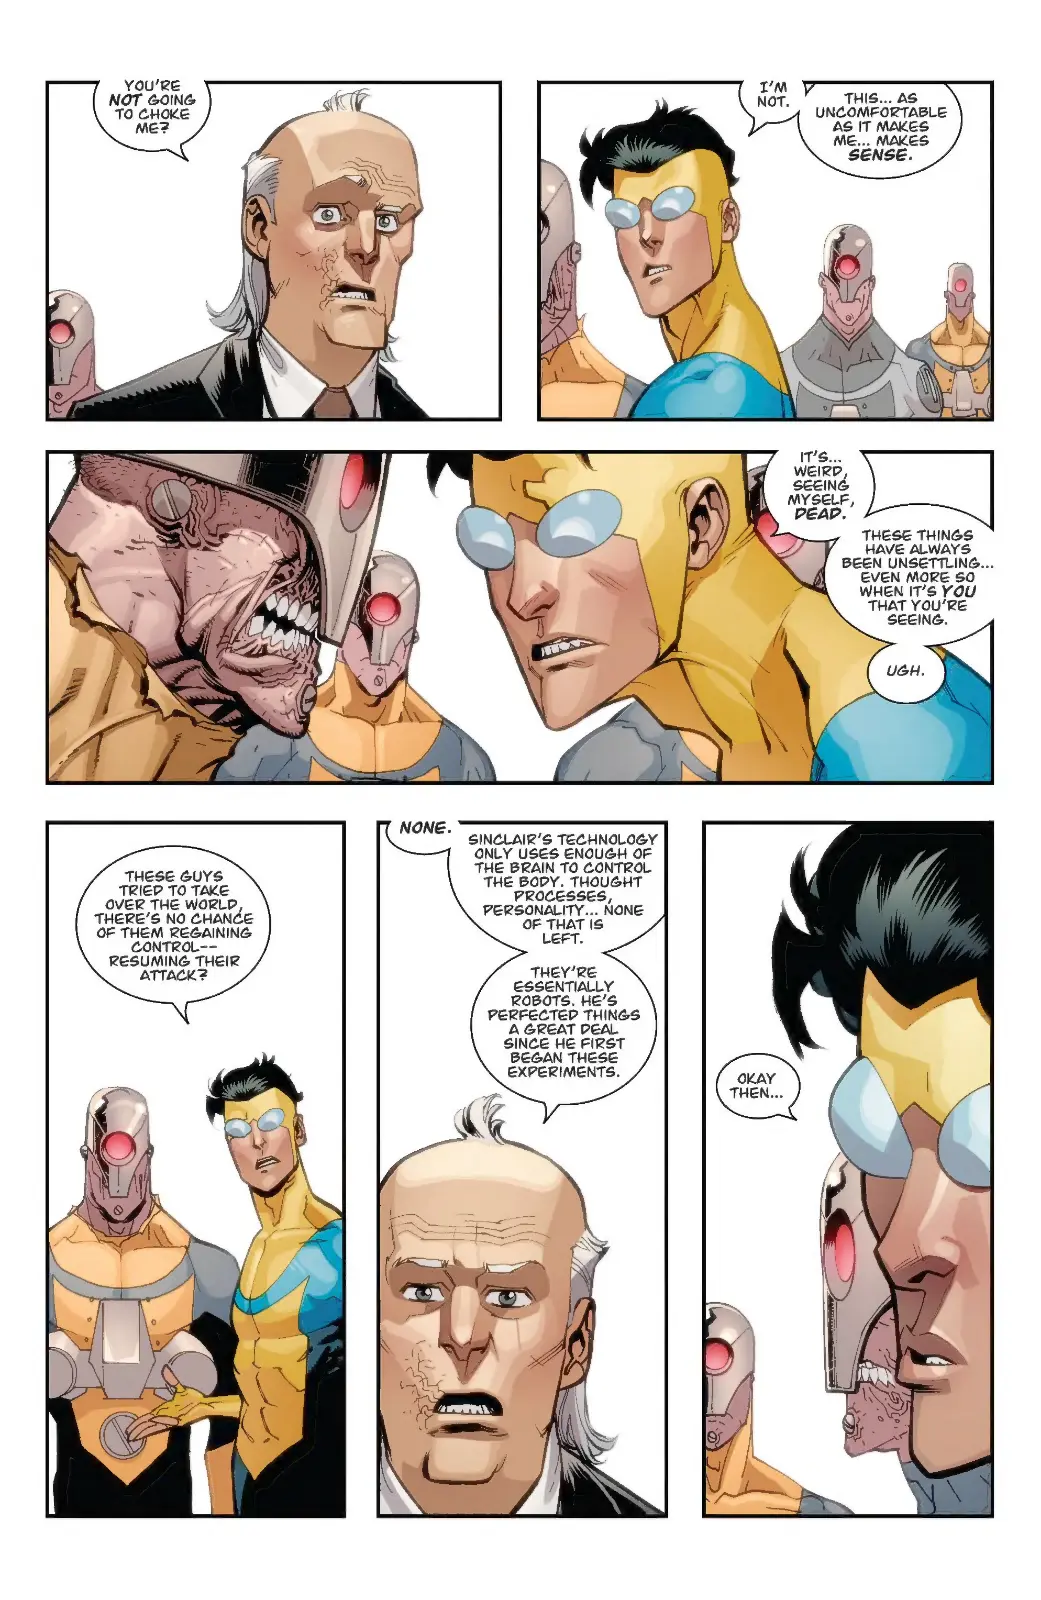 YOU'RE
NOT GOING
TO CHOKE
ME?
I'M
NOT.
THIS... AS
UNCOMFORTABLE
AS IT MAKES
ME... MAKES
SENSE.
IT'S...
WEIRD,
SEEING
MYSELF,
DEAD.
THESE THINGS
HAVE ALWAYS
BEEN UNSETTLING...
EVEN MORE SO
WHEN IT'S YOU
THAT YOU'RE
SEEING.
UGH.
THESE GUYS
TRIED TO TAKE
OVER THE WORLD,
THERE'S NO CHANCE
OF THEM REGAINING
CONTROL--
RESUMING THEIR
ATTACK?
NONE.
SINCLAIR'S TECHNOLOGY
ONLY USES ENOUGH OF
THE BRAIN TO CONTROL
THE BODY. THOUGHT
PROCESSES,
PERSONALITY... NONE
OF THAT IS
LEFT.
THEY'RE
ESSENTIALLY
ROBOTS. HE'S
PERFECTED THINGS
A GREAT DEAL
SINCE HE FIRST
BEGAN THESE
EXPERIMENTS.
OKAY
THEN...